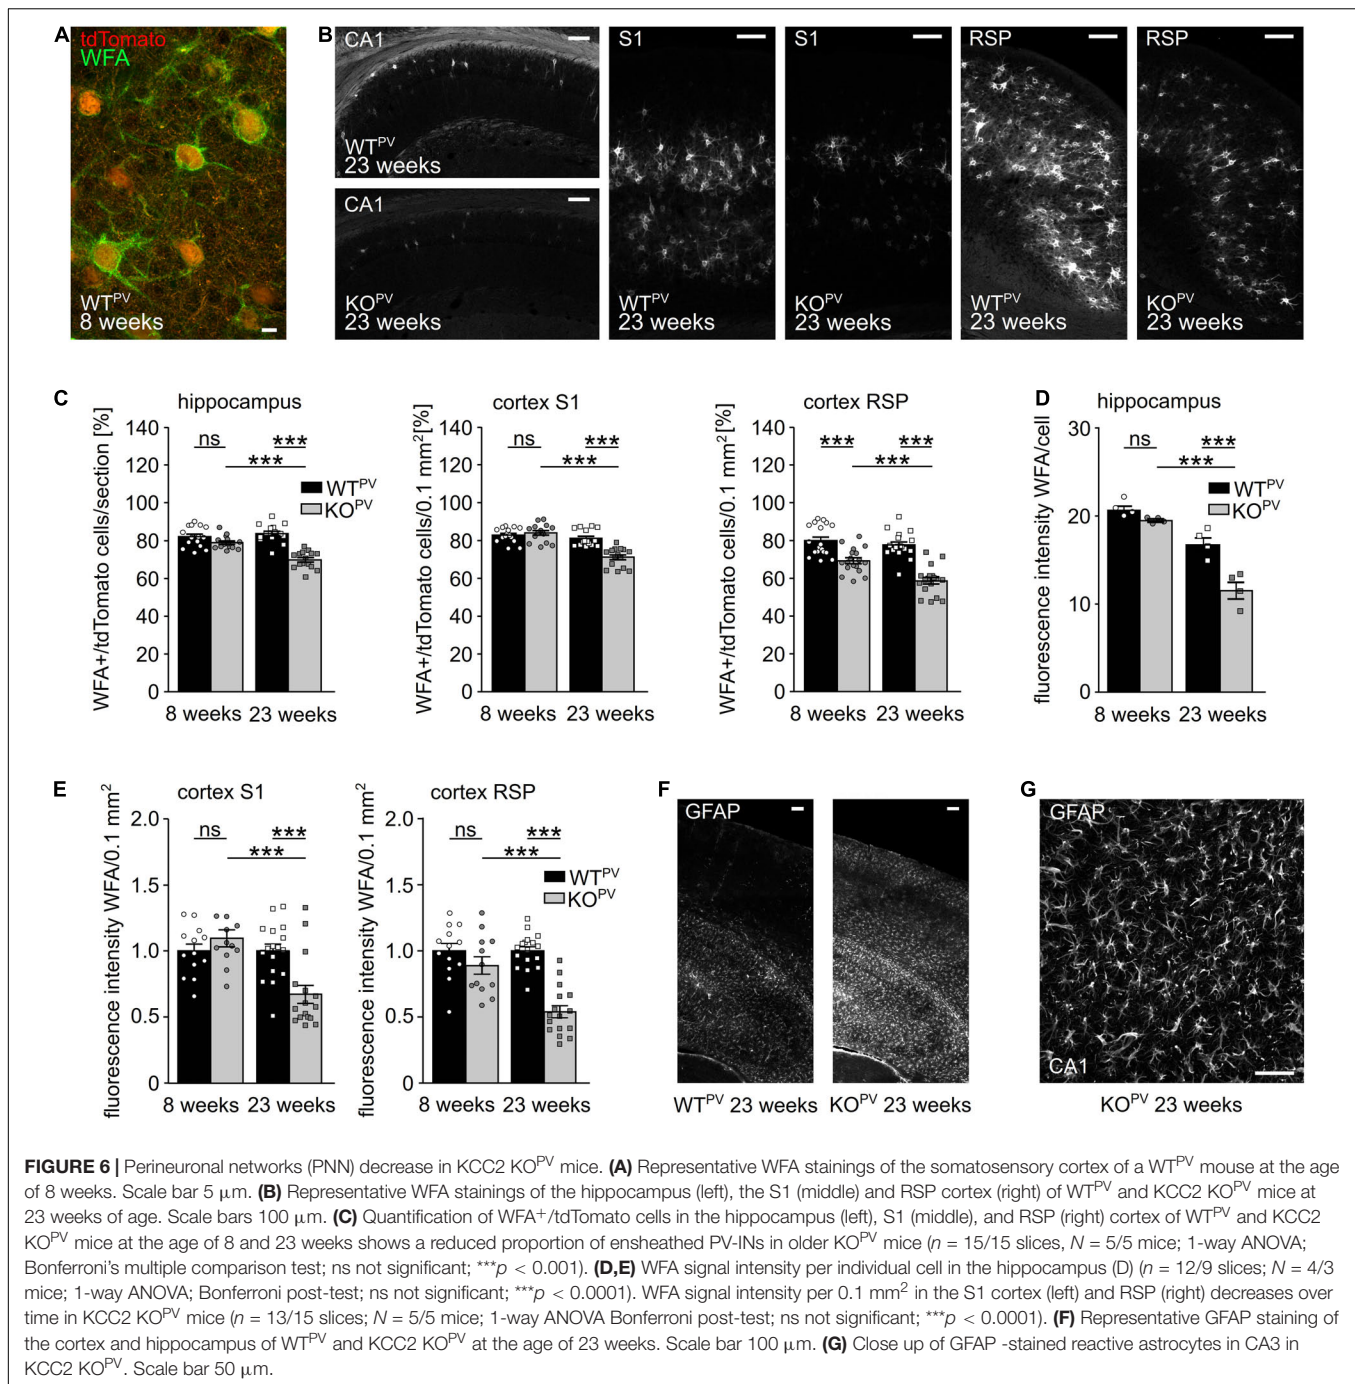 A
tdTomato
WFA
WT^PV
8 weeks
B
CA1
WT^PV
23 weeks
CA1
KO^PV
23 weeks
S1
WT^PV
23 weeks
S1
KO^PV
23 weeks
RSP
WT^PV
23 weeks
RSP
KO^PV
23 weeks
C
hippocampus
WFA+/tdTomato cells/section [%]
140
120
100
80
60
40
20
0
ns
***
***
WT^PV
KO^PV
8 weeks
23 weeks
cortex S1
WFA+/tdTomato cells/0.1 mm²[%]
140
120
100
80
60
40
20
0
ns
***
***
8 weeks
23 weeks
cortex RSP
WFA+/tdTomato cells/0.1 mm²[%]
140
120
100
80
60
40
20
0
***
***
***
8 weeks
23 weeks
D
hippocampus
fluorescence intensity WFA/cell
30
20
10
0
ns
***
***
WT^PV
KO^PV
8 weeks
23 weeks
E
cortex S1
fluorescence intensity WFA/0.1 mm²
2.0
1.5
1.0
0.5
0
ns
***
***
8 weeks
23 weeks
cortex RSP
fluorescence intensity WFA/0.1 mm²
2.0
1.5
1.0
0.5
0
ns
***
***
WT^PV
KO^PV
8 weeks
23 weeks
F
GFAP
WT^PV 23 weeks
KO^PV 23 weeks
G
GFAP
CA1
KO^PV 23 weeks
FIGURE 6 | Perineuronal networks (PNN) decrease in KCC2 KO^PV mice. (A) Representative WFA stainings of the somatosensory cortex of a WT^PV mouse at the age
of 8 weeks. Scale bar 5 μm. (B) Representative WFA stainings of the hippocampus (left), the S1 (middle) and RSP cortex (right) of WT^PV and KCC2 KO^PV mice at
23 weeks of age. Scale bars 100 μm. (C) Quantification of WFA⁺/tdTomato cells in the hippocampus (left), S1 (middle), and RSP (right) cortex of WT^PV and KCC2
KO^PV mice at the age of 8 and 23 weeks shows a reduced proportion of ensheathed PV-INs in older KO^PV mice (n = 15/15 slices, N = 5/5 mice; 1-way ANOVA;
Bonferroni's multiple comparison test; ns not significant; ***p < 0.001). (D,E) WFA signal intensity per individual cell in the hippocampus (D) (n = 12/9 slices; N = 4/3
mice; 1-way ANOVA; Bonferroni post-test; ns not significant; ***p < 0.0001). WFA signal intensity per 0.1 mm² in the S1 cortex (left) and RSP (right) decreases over
time in KCC2 KO^PV mice (n = 13/15 slices; N = 5/5 mice; 1-way ANOVA Bonferroni post-test; ns not significant; ***p < 0.0001). (F) Representative GFAP staining of
the cortex and hippocampus of WT^PV and KCC2 KO^PV at the age of 23 weeks. Scale bar 100 μm. (G) Close up of GFAP -stained reactive astrocytes in CA3 in
KCC2 KO^PV. Scale bar 50 μm.